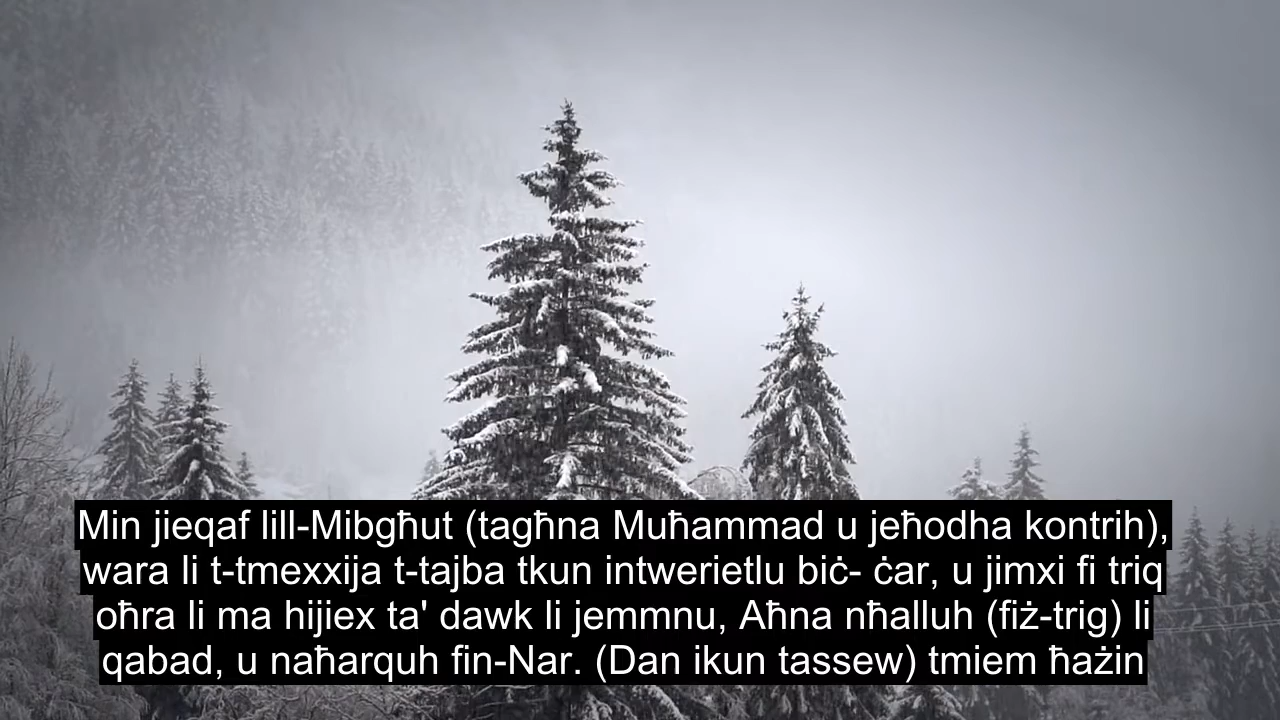 Min jieqaf lill-Mibgħut (tagħna Muħammad u jeħodha kontrih),
wara li t-tmexxija t-tajba tkun intwerietlu biċ- ċar, u jimxi fi triq
oħra li ma hijiex ta' dawk li jemmnu, Aħna nħalluh (fiż-trig) li
qabad, u naħarquh fin-Nar. (Dan ikun tassew) tmiem ħażin